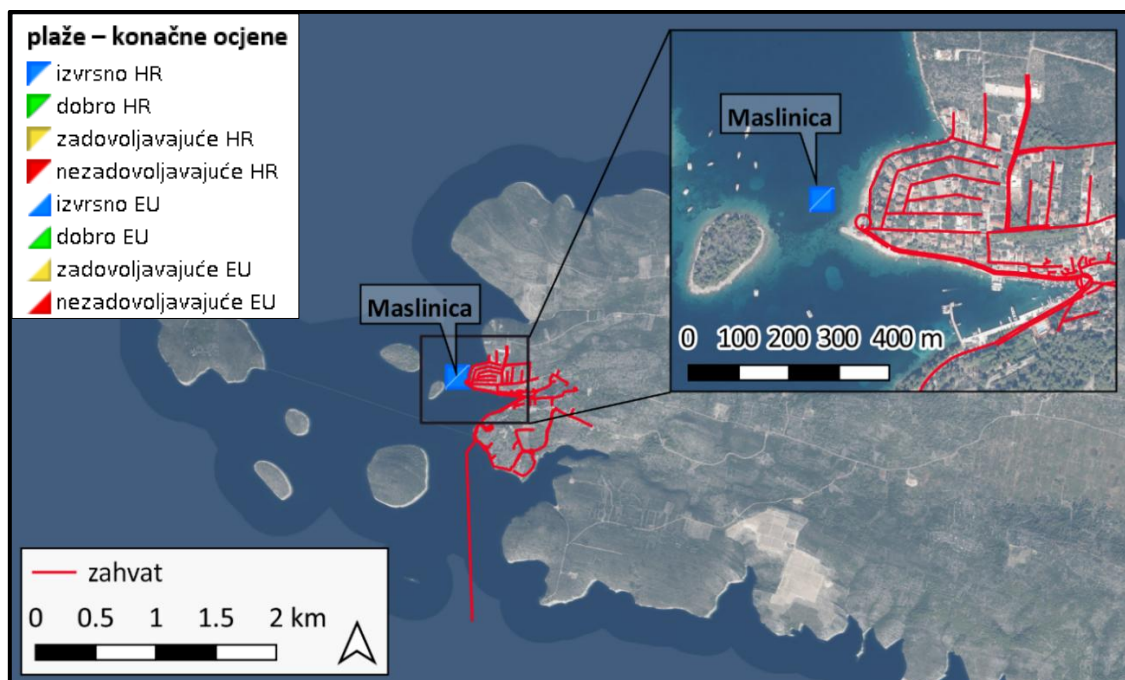 plaže – konačne ocjene
izvrsno HR
dobro HR
zadovoljavajuće HR
nezadovoljavajuće HR
izvrsno EU
dobro EU
zadovoljavajuće EU
nezadovoljavajuće EU
Maslinica
0 100 200 300 400 m
Maslinica
zahvat
0 0.5 1 1.5 2 km